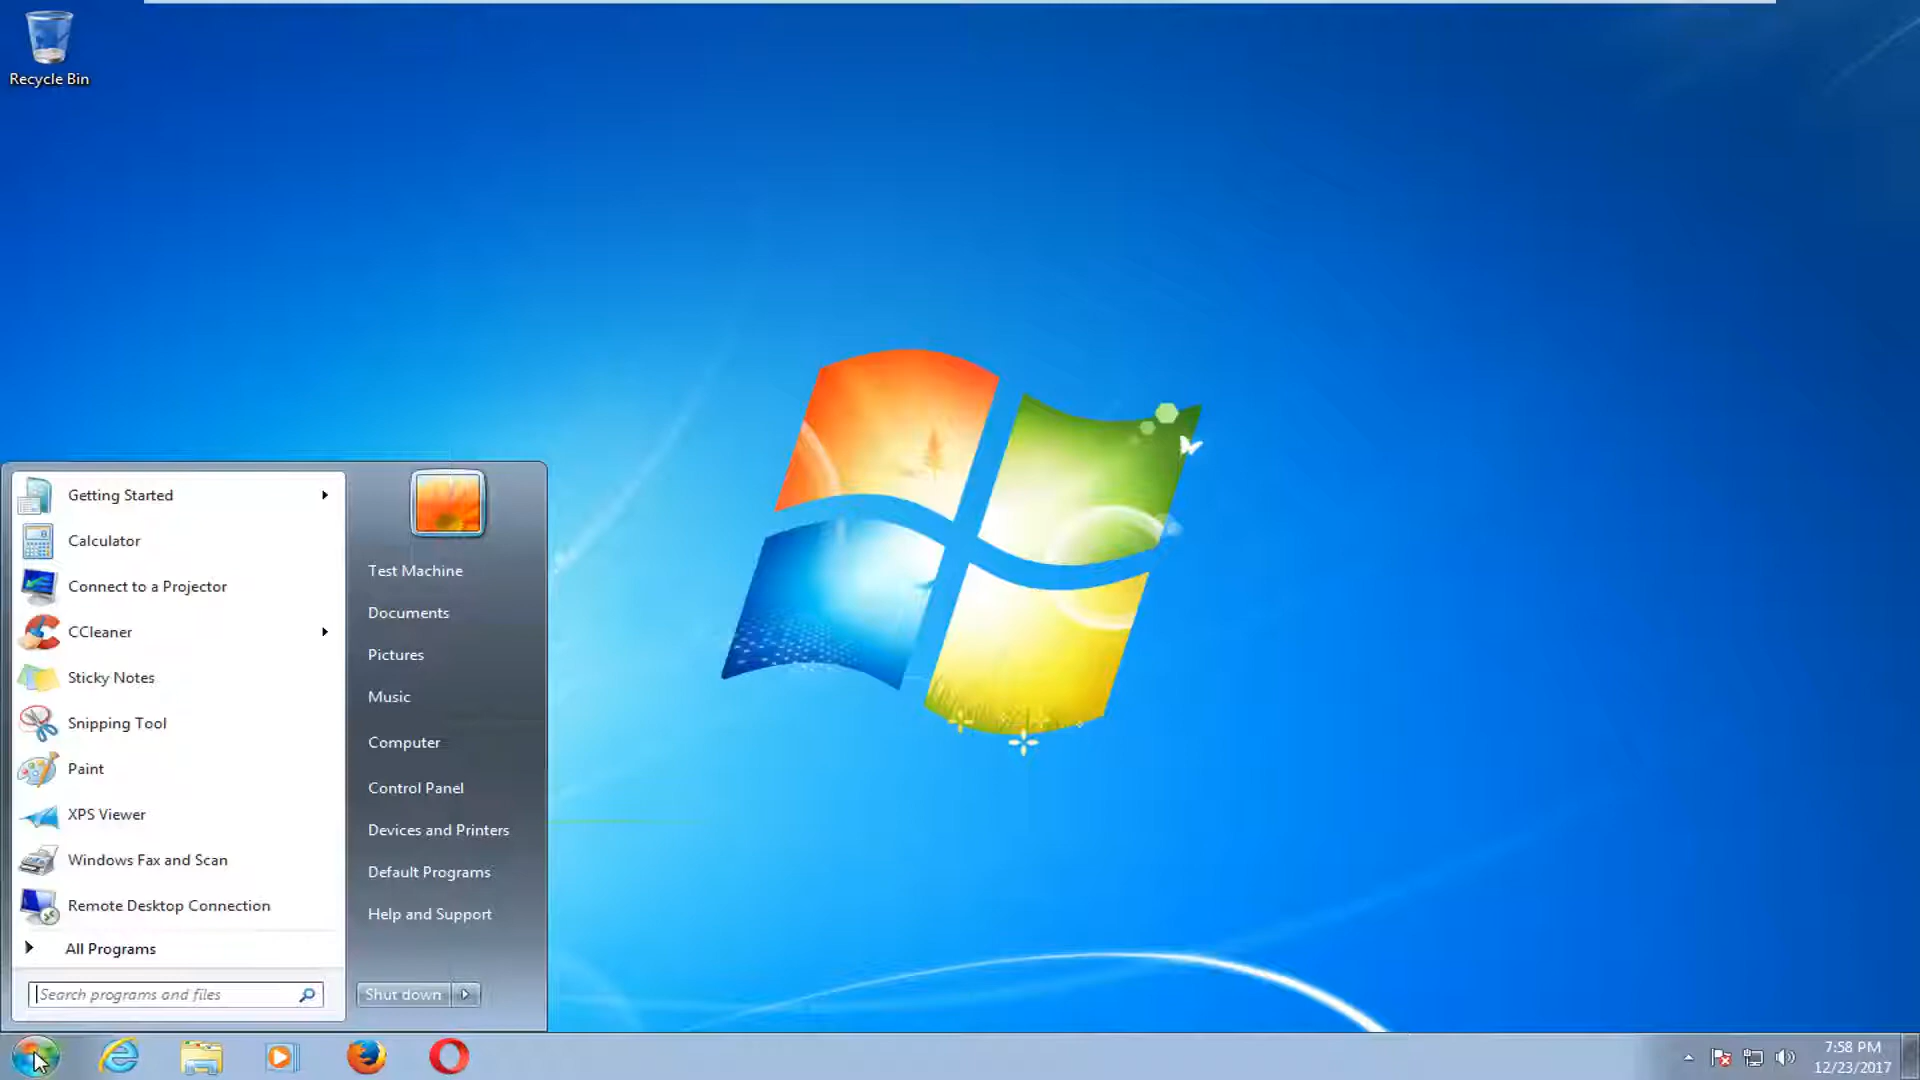 Recycle Bin
Getting Started
Calculator
Connect to a Projector
CCleaner
Sticky Notes
Snipping Tool
Paint
XPS Viewer
Windows Fax and Scan
Remote Desktop Connection
All Programs
Search programs and files
Test Machine
Documents
Pictures
Music
Computer
Control Panel
Devices and Printers
Default Programs
Help and Support
Shut down
7:58 PM
12/23/2017